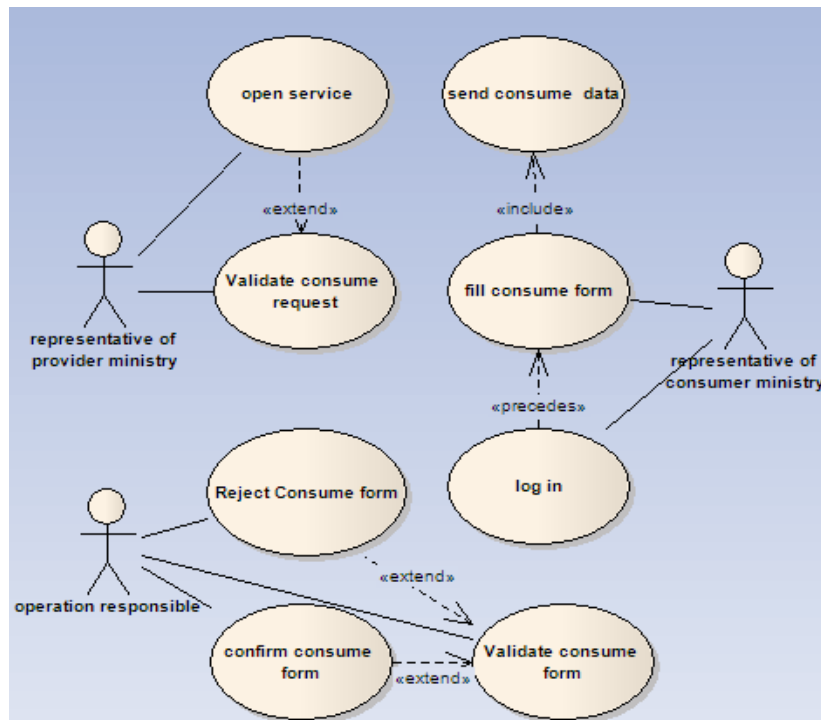 open service
send consume data
«extend»
«include»
Validate consume
request
fill consume form
representative of
provider ministry
representative of
consumer ministry
«precedes»
Reject Consume form
log in
«extend»
operation responsible
confirm consume
form
«extend»
Validate consume
form